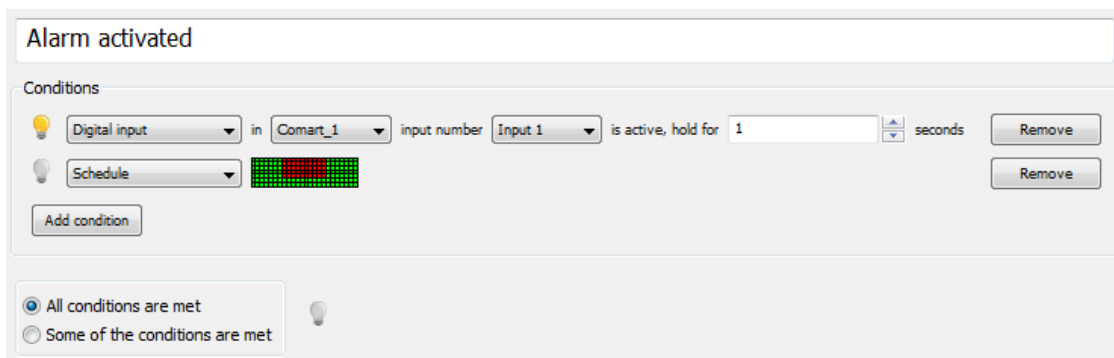 Alarm activated
Conditions
Digital input in Comart_1 input number Input 1 is active, hold for 1 seconds Remove
Schedule Remove
Add condition
All conditions are met
Some of the conditions are met